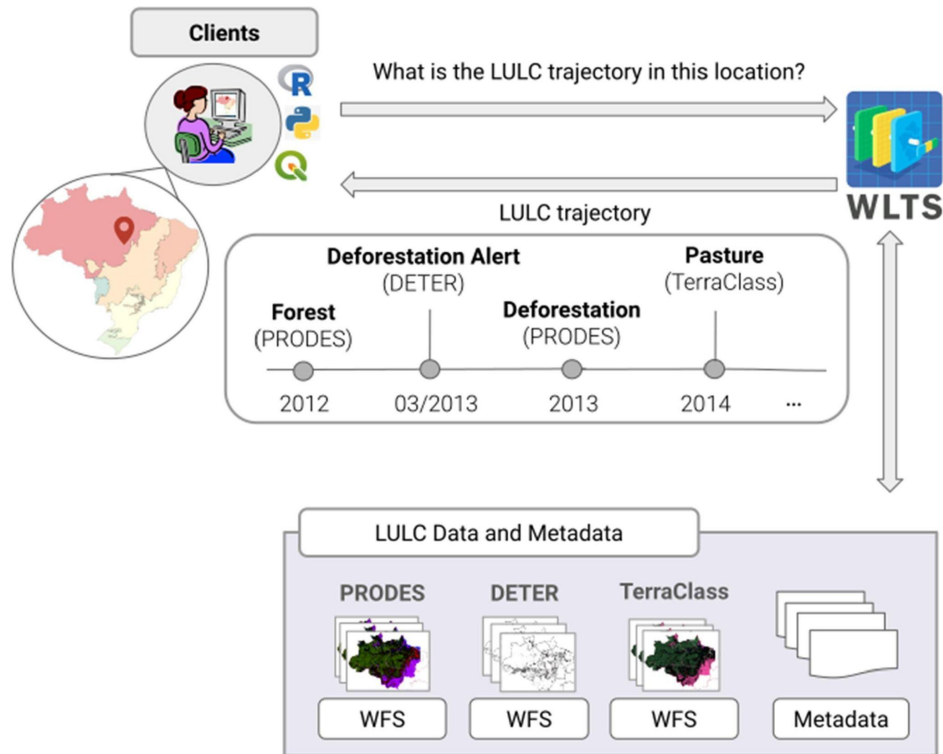 Clients
What is the LULC trajectory in this location?
R
WLTS
LULC trajectory
Deforestation Alert
(DETER)
Pasture
(TerraClass)
Forest
(PRODES)
Deforestation
(PRODES)
2012
03/2013
2013
2014
...
LULC Data and Metadata
PRODES
DETER
TerraClass
WFS
WFS
WFS
Metadata